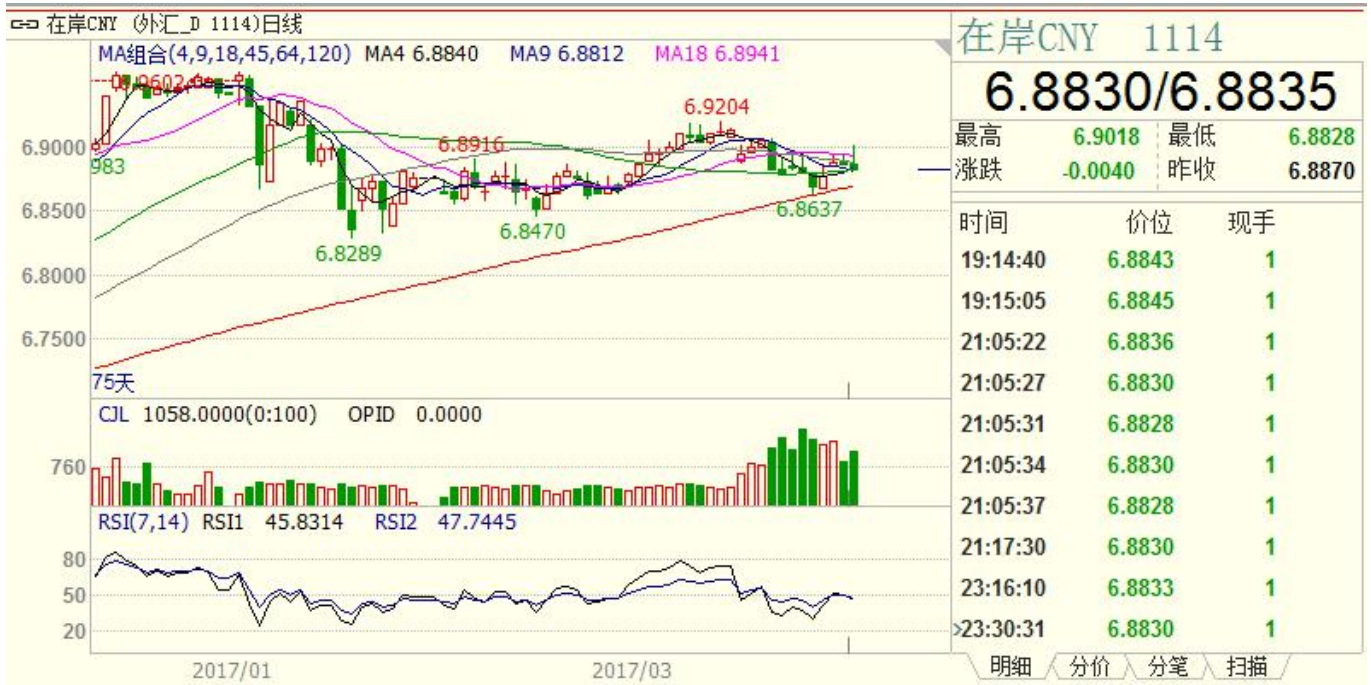 在岸CNY (外汇_D 1114)日线
MA组合(4,9,18,45,64,120) MA4 6.8840 MA9 6.8812 MA18 6.8941
6.9602
6.9204
6.8916
6.9000
983
6.8637
6.8500
6.8470
6.8289
6.8000
6.7500
75天
CJL 1058.0000(0:100) OPID 0.0000
760
RSI(7,14) RSI1 45.8314 RSI2 47.7445
80
50
20
2017/01 2017/03
在岸CNY 1114
6.8830/6.8835
最高 6.9018 最低 6.8828
涨跌 -0.0040 昨收 6.8870
时间 价位 现手
19:14:40 6.8843 1
19:15:05 6.8845 1
21:05:22 6.8836 1
21:05:27 6.8830 1
21:05:31 6.8828 1
21:05:34 6.8830 1
21:05:37 6.8828 1
21:17:30 6.8830 1
23:16:10 6.8833 1
>23:30:31 6.8830 1
明细 分价 分笔 扫描